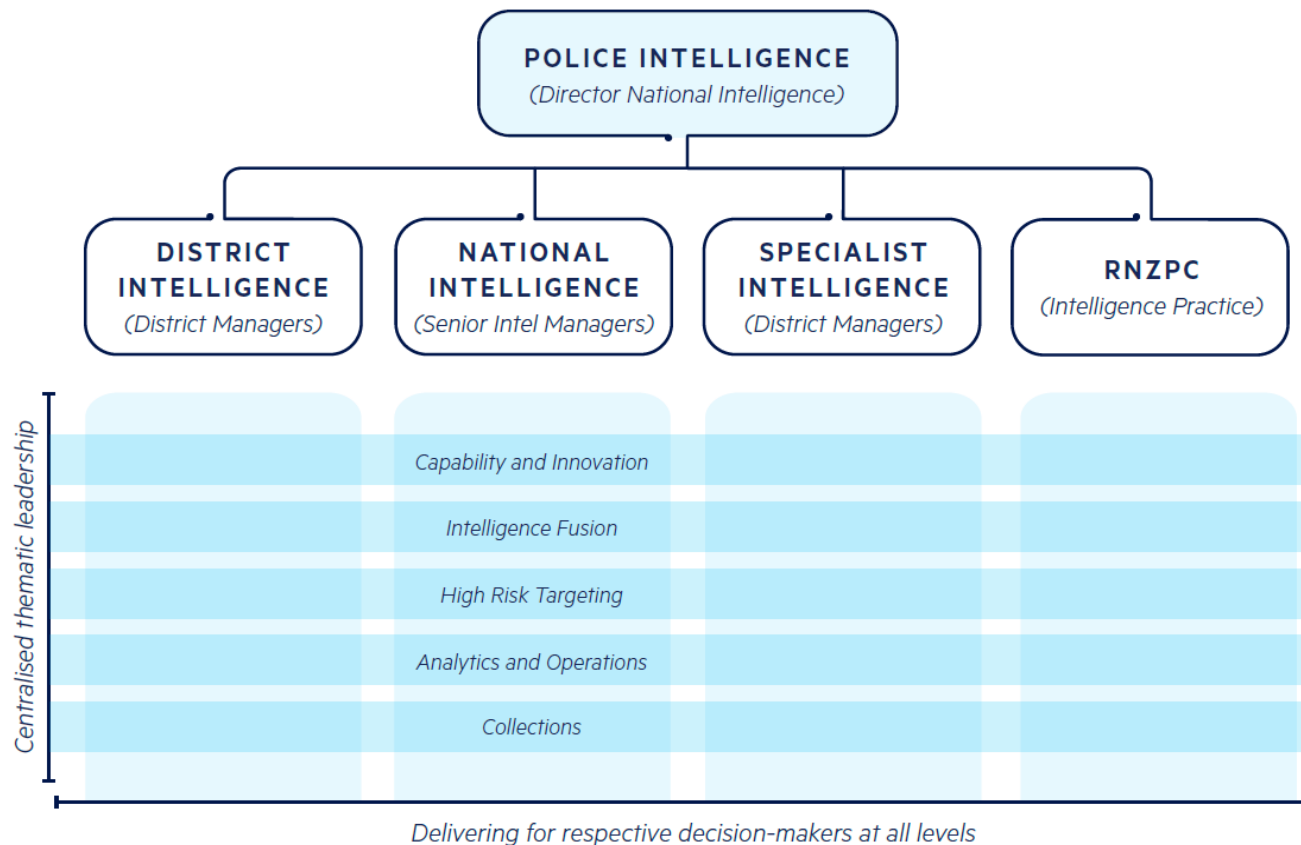 POLICE INTELLIGENCE
(Director National Intelligence)
DISTRICT
INTELLIGENCE
(District Managers)
NATIONAL
INTELLIGENCE
(Senior Intel Managers)
SPECIALIST
INTELLIGENCE
(District Managers)
RNZPC
(Intelligence Practice)
Centralised thematic leadership
Capability and Innovation
Intelligence Fusion
High Risk Targeting
Analytics and Operations
Collections
Delivering for respective decision-makers at all levels